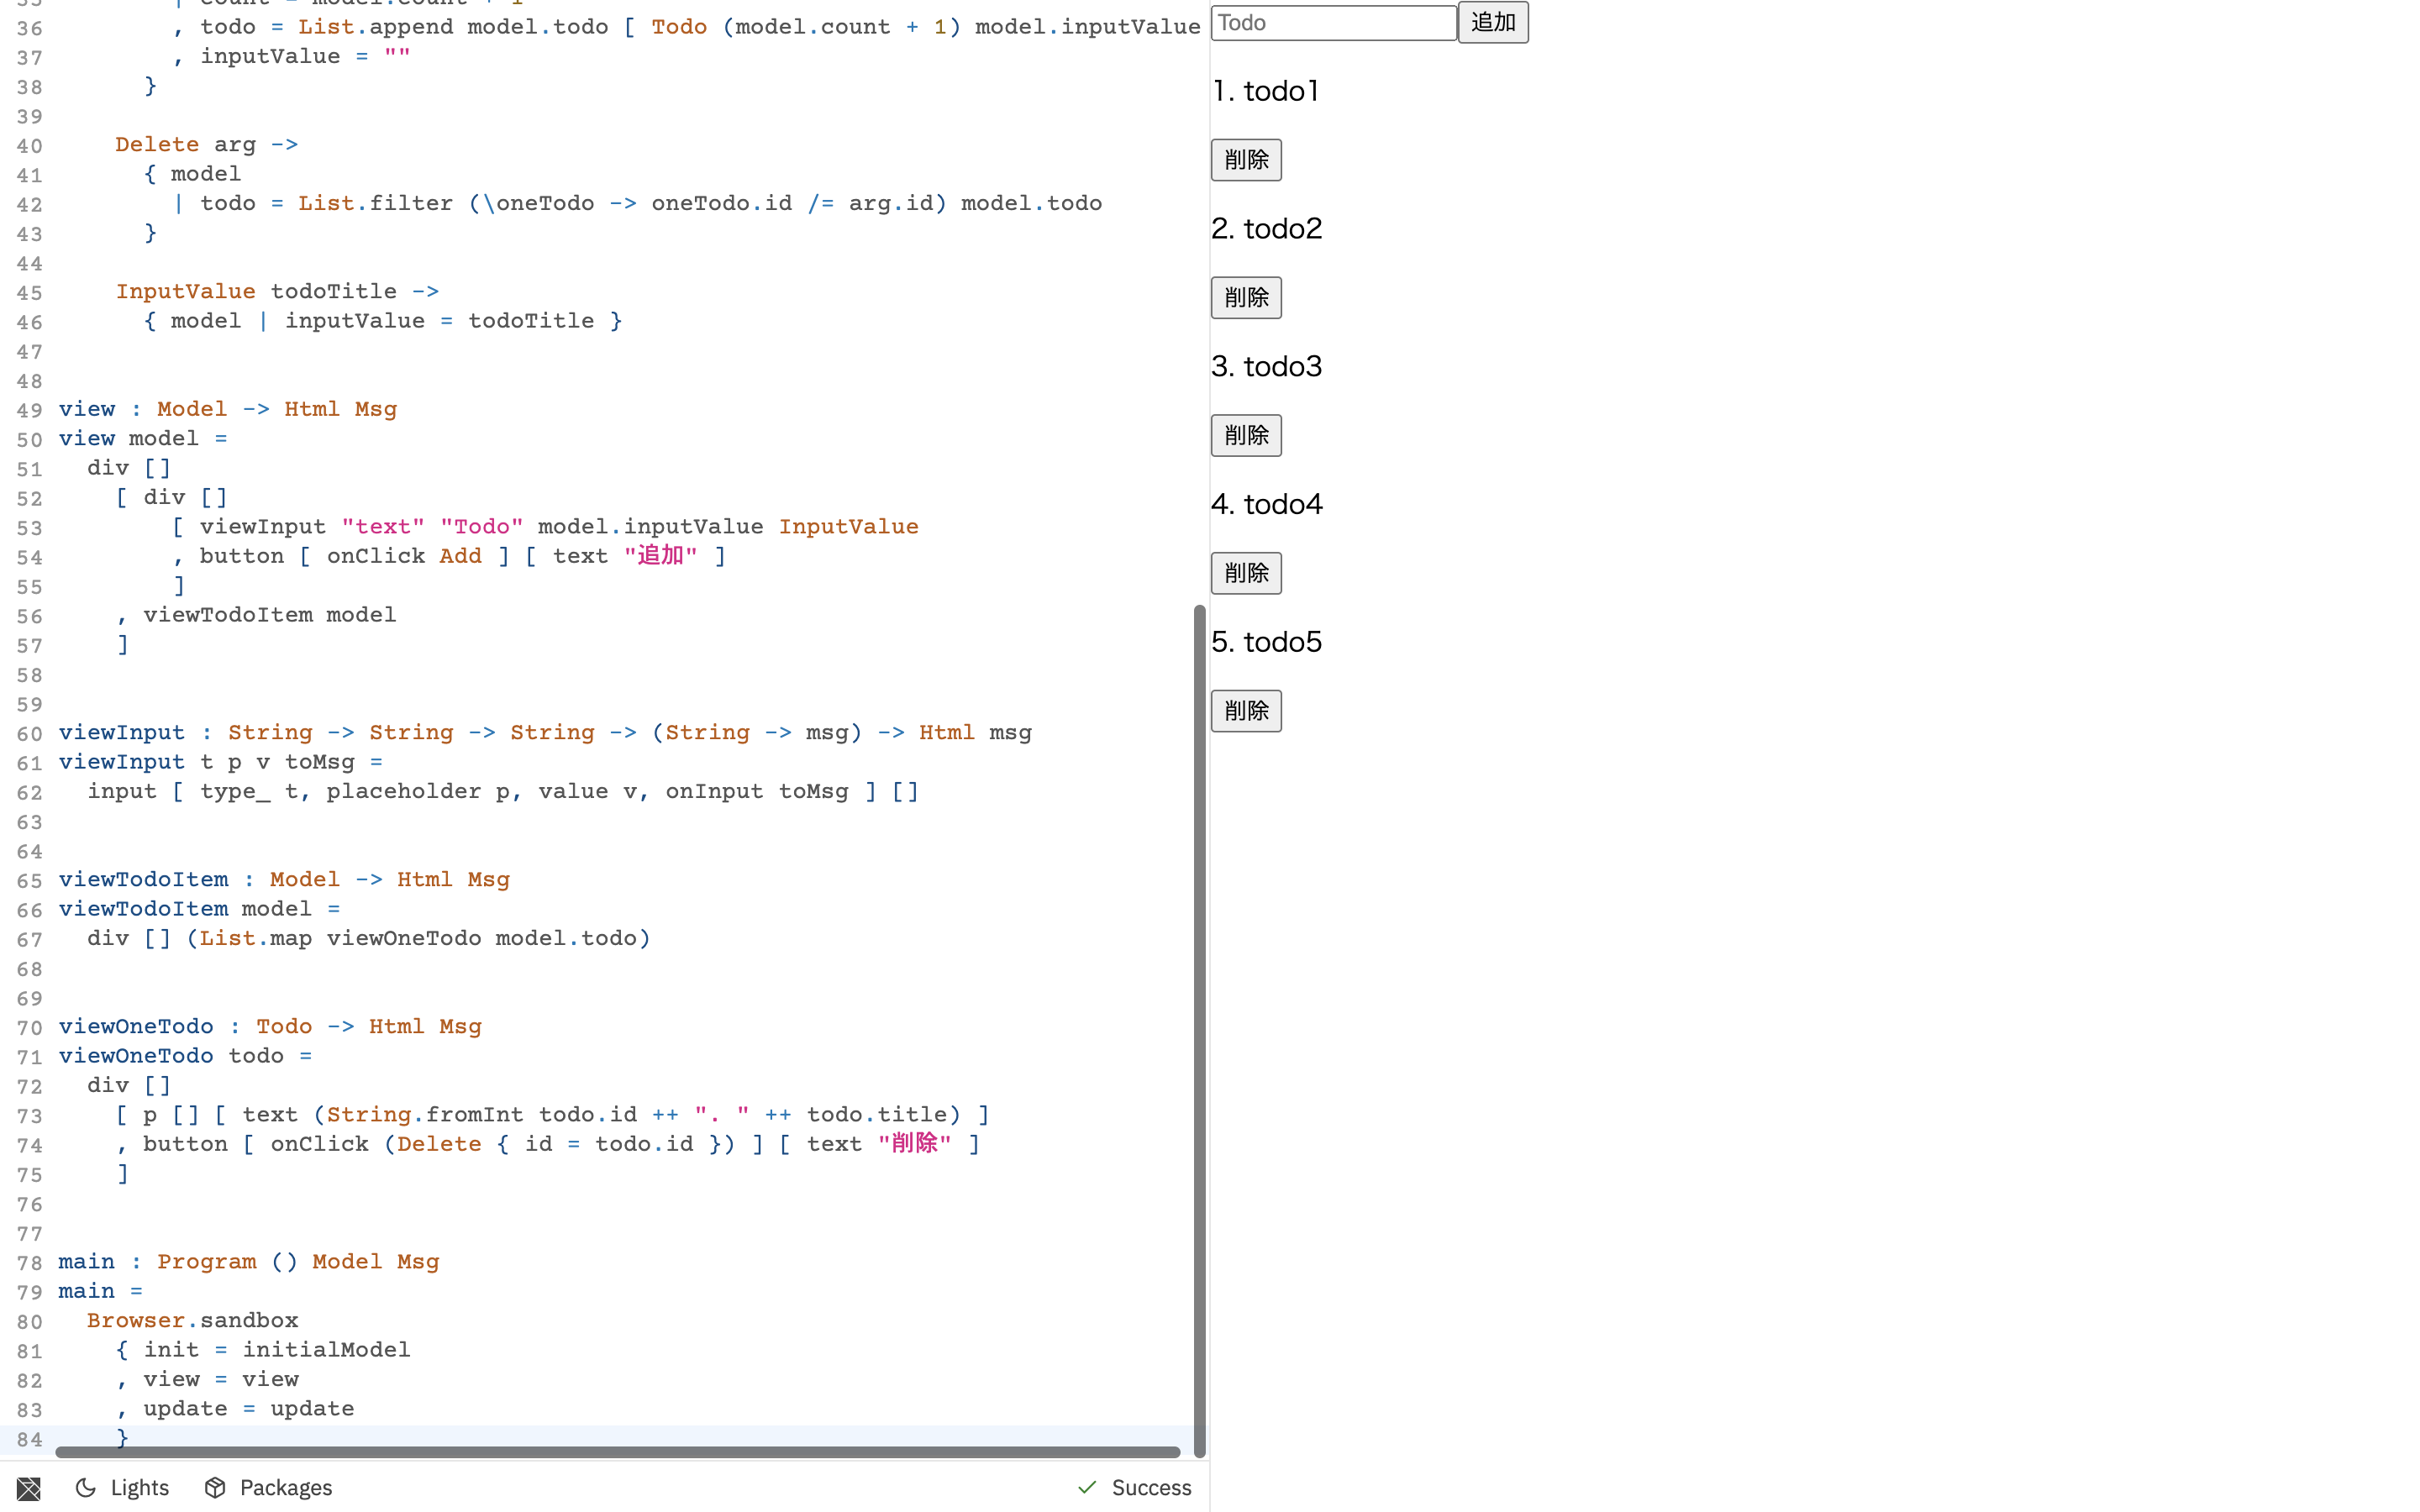 35 | count = model.count + 1
36 , todo = List.append model.todo [ Todo (model.count + 1) model.inputValue
37 , inputValue = ""
38 }
39
40 Delete arg ->
41 { model
42 | todo = List.filter (\oneTodo -> oneTodo.id /= arg.id) model.todo
43 }
44
45 InputValue todoTitle ->
46 { model | inputValue = todoTitle }
47
48
49 view : Model -> Html Msg
50 view model =
51 div []
52 [ div []
53 [ viewInput "text" "Todo" model.inputValue InputValue
54 , button [ onClick Add ] [ text "追加" ]
55 ]
56 , viewTodoItem model
57 ]
58
59
60 viewInput : String -> String -> String -> (String -> msg) -> Html msg
61 viewInput t p v toMsg =
62 input [ type_ t, placeholder p, value v, onInput toMsg ] []
63
64
65 viewTodoItem : Model -> Html Msg
66 viewTodoItem model =
67 div [] (List.map viewOneTodo model.todo)
68
69
70 viewOneTodo : Todo -> Html Msg
71 viewOneTodo todo =
72 div []
73 [ p [] [ text (String.fromInt todo.id ++ ". " ++ todo.title) ]
74 , button [ onClick (Delete { id = todo.id }) ] [ text "削除" ]
75 ]
76
77
78 main : Program () Model Msg
79 main =
80 Browser.sandbox
81 { init = initialModel
82 , view = view
83 , update = update
84 }
Lights Packages Success
Todo 追加
1. todo1
削除
2. todo2
削除
3. todo3
削除
4. todo4
削除
5. todo5
削除